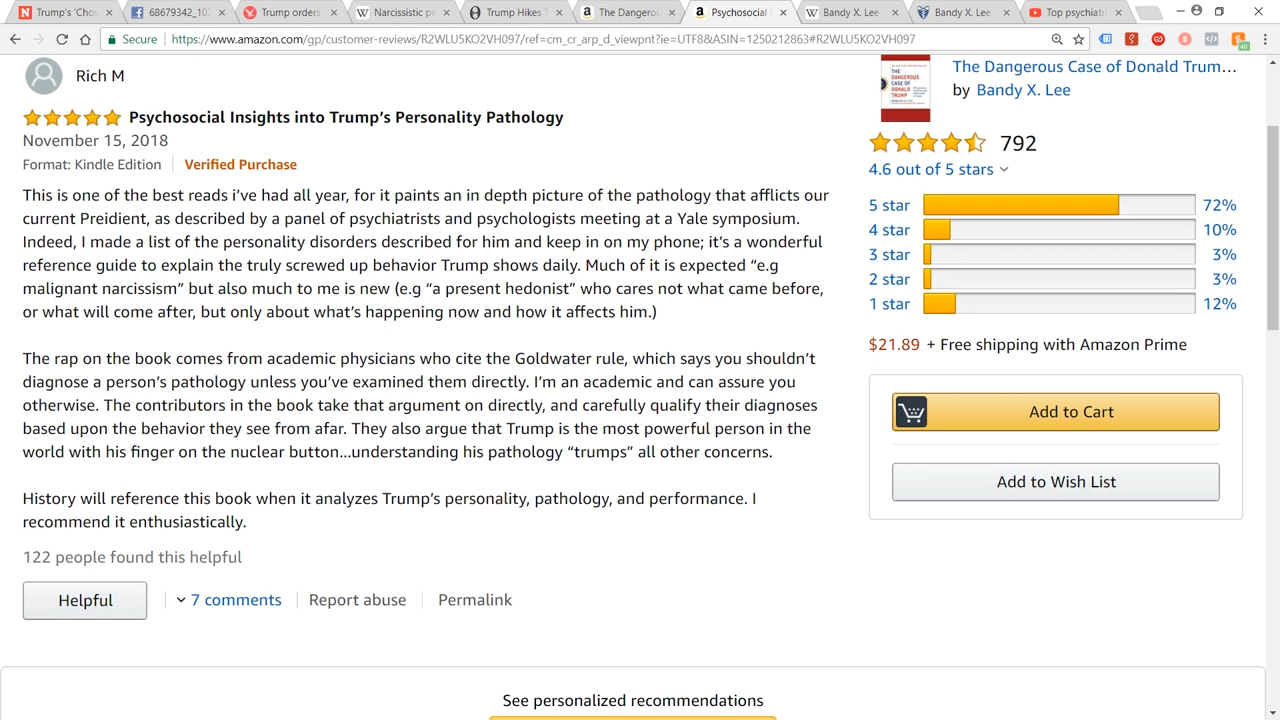 Trump's 'Chos
68679342_10
Trump orders
Narcissistic pe
Trump Hikes
The Dangerou
Psychosocial
Bandy X. Lee
Bandy X. Lee,
Top psychiatr
Secure
https://www.amazon.com/gp/customer-reviews/R2WLU5KO2VH097/ref=cm_cr_arp_d_viewpnt?ie=UTF8&ASIN=1250212863#R2WLU5KO2VH097
40
Rich M
Psychosocial Insights into Trump’s Personality Pathology
November 15, 2018
Format: Kindle Edition
Verified Purchase
This is one of the best reads i’ve had all year, for it paints an in depth picture of the pathology that afflicts our
current Preident, as ascribed by a panel of psychiatrists and psychologists meeting at a Yale symposium.
Indeed, I made a list of the personality disorders described for him and keep in on my phone; it’s a wonderful
reference guide to explain the truly screwed up behavior Trump shows daily. Much of it is expected “e.g
malignant narcissism” but also much to me is new (e.g “a present hedonist” who cares not what came before,
or what will come after, but only about what’s happening now and how it affects him.)
The rap on the book comes from academic physicians who cite the Goldwater rule, which says you shouldn’t
diagnose a person’s pathology unless you’ve examined them directly. I’m an academic and can assure you
otherwise. The contributors in the book take that argument on directly, and carefully qualify their diagnoses
based upon the behavior they see from afar. They also argue that Trump is the most powerful person in the
world with his finger on the nuclear button...understanding his pathology “trumps” all other concerns.
History will reference this book when it analyzes Trump’s personality, pathology, and performance. I
recommend it enthusiastically.
122 people found this helpful
Helpful
7 comments
Report abuse
Permalink
THE
DANGEROUS
CASE OF
DONALD
TRUMP
The Dangerous Case of Donald Trum...
by Bandy X. Lee
792
4.6 out of 5 stars
5 star 72%
4 star 10%
3 star 3%
2 star 3%
1 star 12%
$21.89 + Free shipping with Amazon Prime
Add to Cart
Add to Wish List
See personalized recommendations